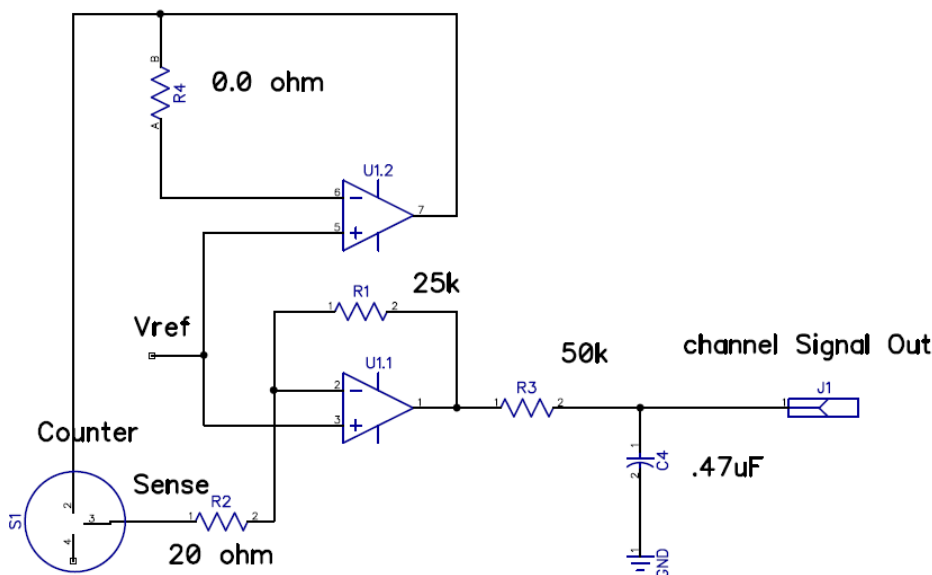 B
R4
0.0 ohm
A
U1.2
6
7
5
25k
R1
1
2
Vref
U1.1
2
1
3
50k
R3
1
2
channel Signal Out
J1
1
Counter
Sense
R2
1
2
20 ohm
S1
2
3
4
1
C4
2
.47uF
1
GND